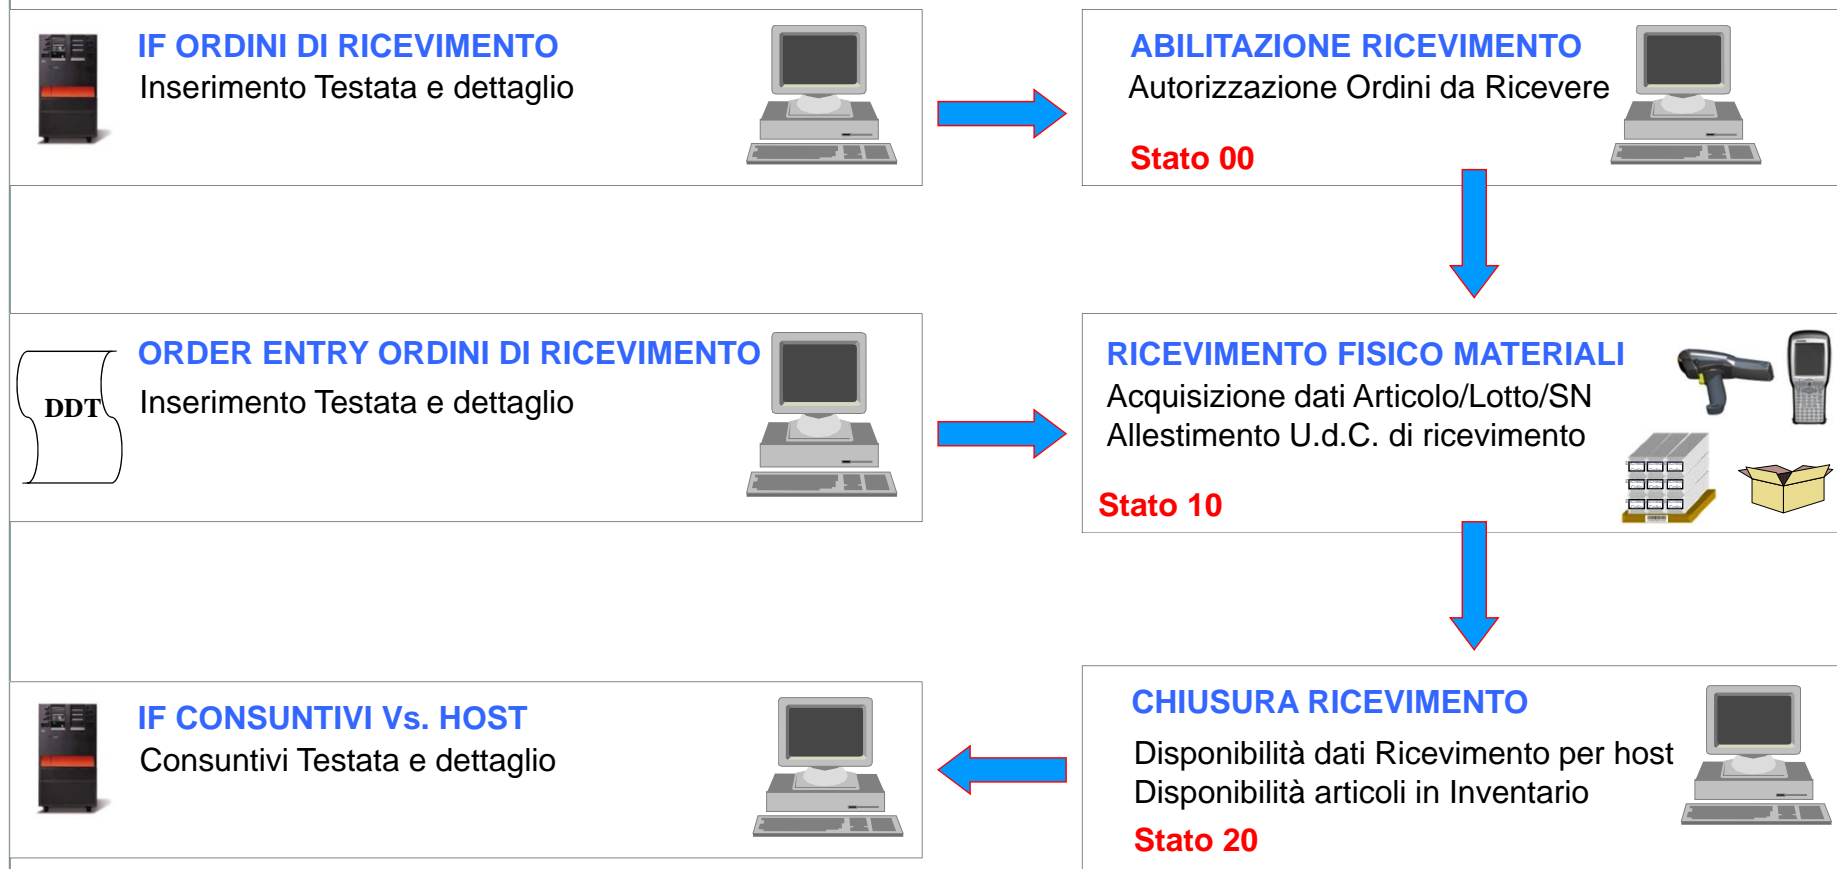 IF ORDINI DI RICEVIMENTO
Inserimento Testata e dettaglio
ABILITAZIONE RICEVIMENTO
Autorizzazione Ordini da Ricevere
Stato 00
DDT
ORDER ENTRY ORDINI DI RICEVIMENTO
Inserimento Testata e dettaglio
RICEVIMENTO FISICO MATERIALI
Acquisizione dati Articolo/Lotto/SN
Allestimento U.d.C. di ricevimento
Stato 10
IF CONSUNTIVI Vs. HOST
Consuntivi Testata e dettaglio
CHIUSURA RICEVIMENTO
Disponibilità dati Ricevimento per host
Disponibilità articoli in Inventario
Stato 20